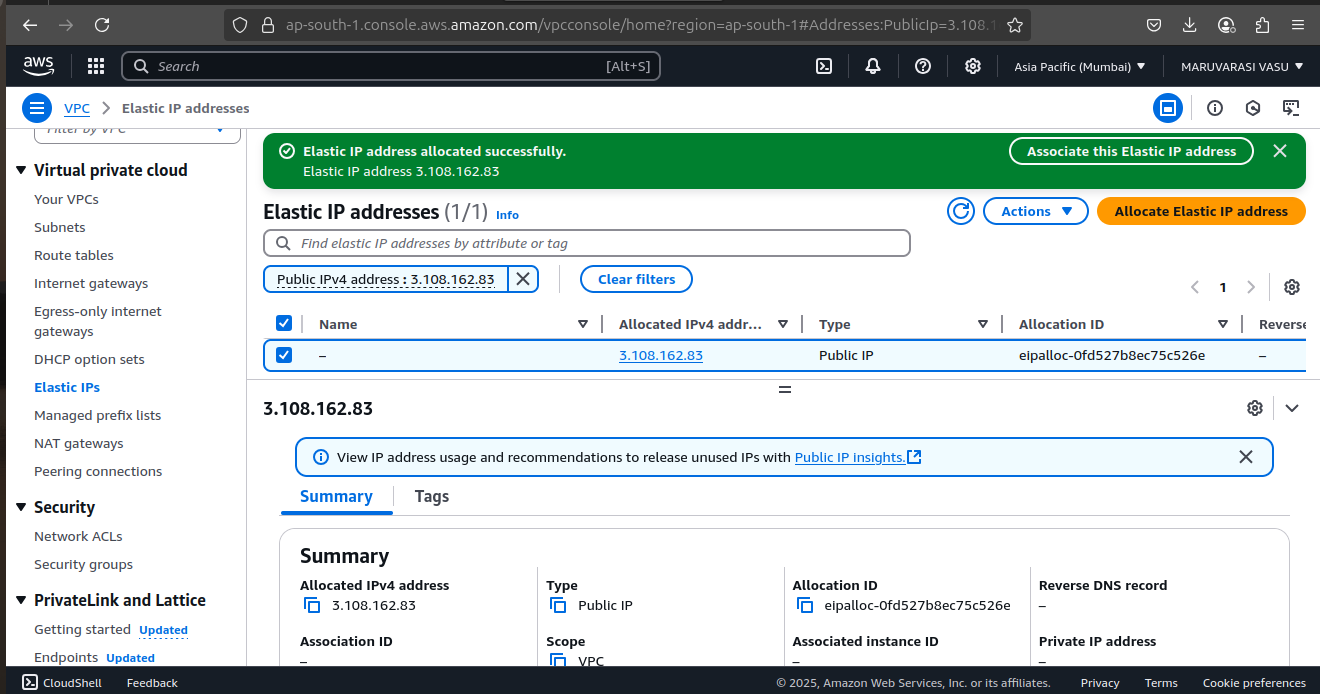 ap-south-1.console.aws.amazon.com/vpcconsole/home?region=ap-south-1#Addresses:PublicIp=3.108.1
aws
Search [Alt+S]
Asia Pacific (Mumbai)
MARUVARASI VASU
VPC
Elastic IP addresses
Filter by VPC
Virtual private cloud
Your VPCs
Subnets
Route tables
Internet gateways
Egress-only internet
gateways
DHCP option sets
Elastic IPs
Managed prefix lists
NAT gateways
Peering connections
Security
Network ACLs
Security groups
PrivateLink and Lattice
Getting started Updated
Endpoints Updated
Elastic IP address allocated successfully.
Elastic IP address 3.108.162.83
Associate this Elastic IP address
Elastic IP addresses (1/1) Info
Actions
Allocate Elastic IP address
Find elastic IP addresses by attribute or tag
Public IPv4 address : 3.108.162.83
Clear filters
1
Name Allocated IPv4 addr... Type Allocation ID Reverse
– 3.108.162.83 Public IP eipalloc-0fd527b8ec75c526e –
3.108.162.83
View IP address usage and recommendations to release unused IPs with Public IP insights.
Summary Tags
Summary
Allocated IPv4 address
3.108.162.83
Type
Public IP
Allocation ID
eipalloc-0fd527b8ec75c526e
Reverse DNS record
–
Association ID
–
Scope
VPC
Associated instance ID
–
Private IP address
–
CloudShell Feedback
© 2025, Amazon Web Services, Inc. or its affiliates.
Privacy Terms Cookie preferences